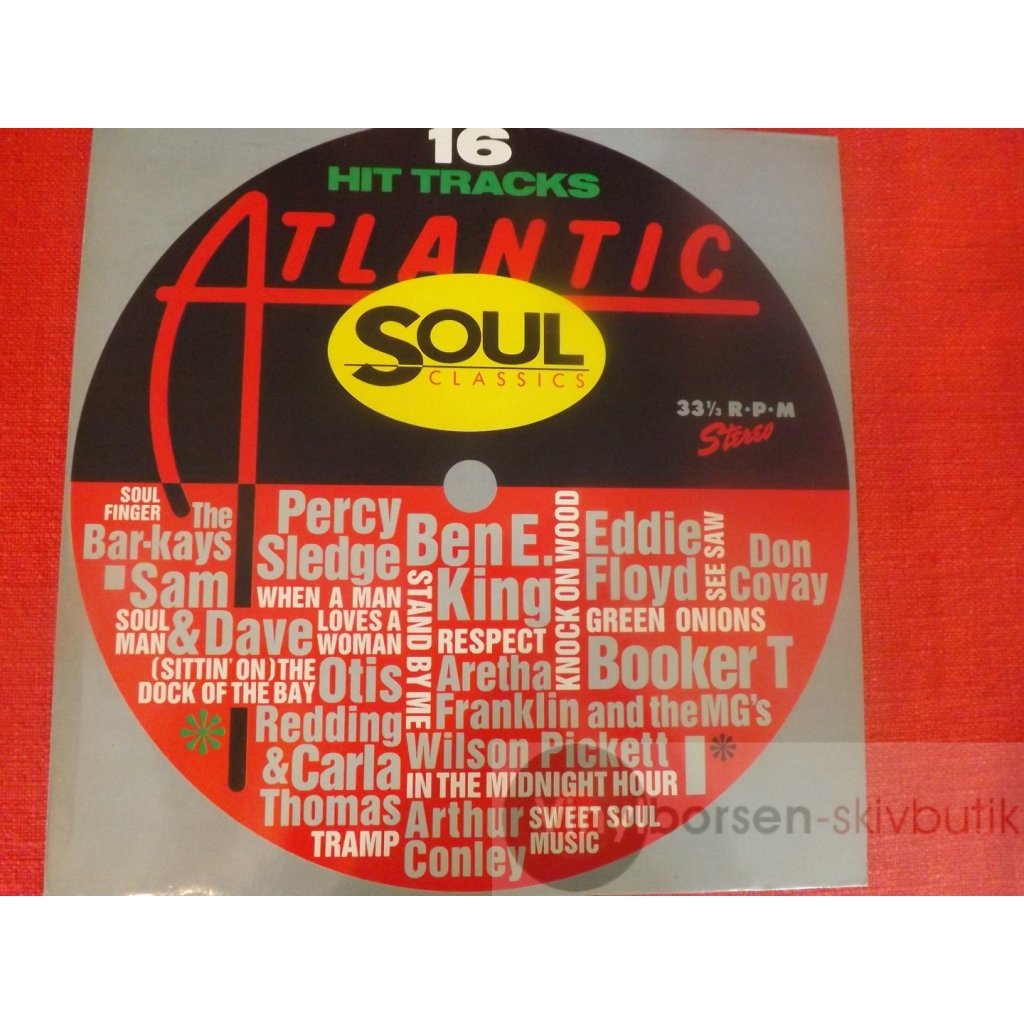 16
HIT TRACKS
ATLANTIC
SOUL
CLASSICS
33⅓ R·P·M
Stereo
SOUL
FINGER
The
Bar-kays
Sam
& Dave
SOUL
MAN
Percy
Sledge
WHEN A MAN
LOVES A
WOMAN
(SITTIN' ON) THE
DOCK OF THE BAY
Otis
Redding
& Carla
Thomas
TRAMP
Ben E.
King
STAND BY ME
RESPECT
Aretha
Franklin
KNOCK ON WOOD
Eddie
Floyd
SEE SAW
Don
Covay
GREEN ONIONS
Booker T
and the MG's
Wilson Pickett
IN THE MIDNIGHT HOUR
Arthur
Conley
SWEET SOUL
MUSIC
borsen-skivbutik